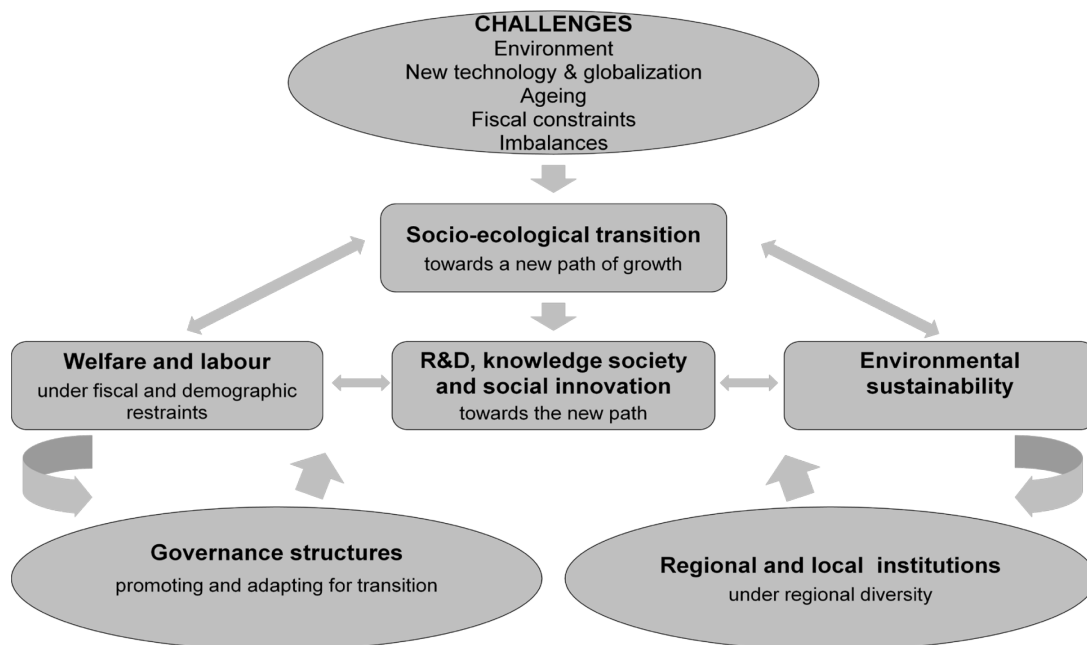 CHALLENGES
Environment
New technology & globalization
Ageing
Fiscal constraints
Imbalances
Socio-ecological transition
towards a new path of growth
Welfare and labour
under fiscal and demographic
restraints
R&D, knowledge society
and social innovation
towards the new path
Environmental
sustainability
Governance structures
promoting and adapting for transition
Regional and local institutions
under regional diversity